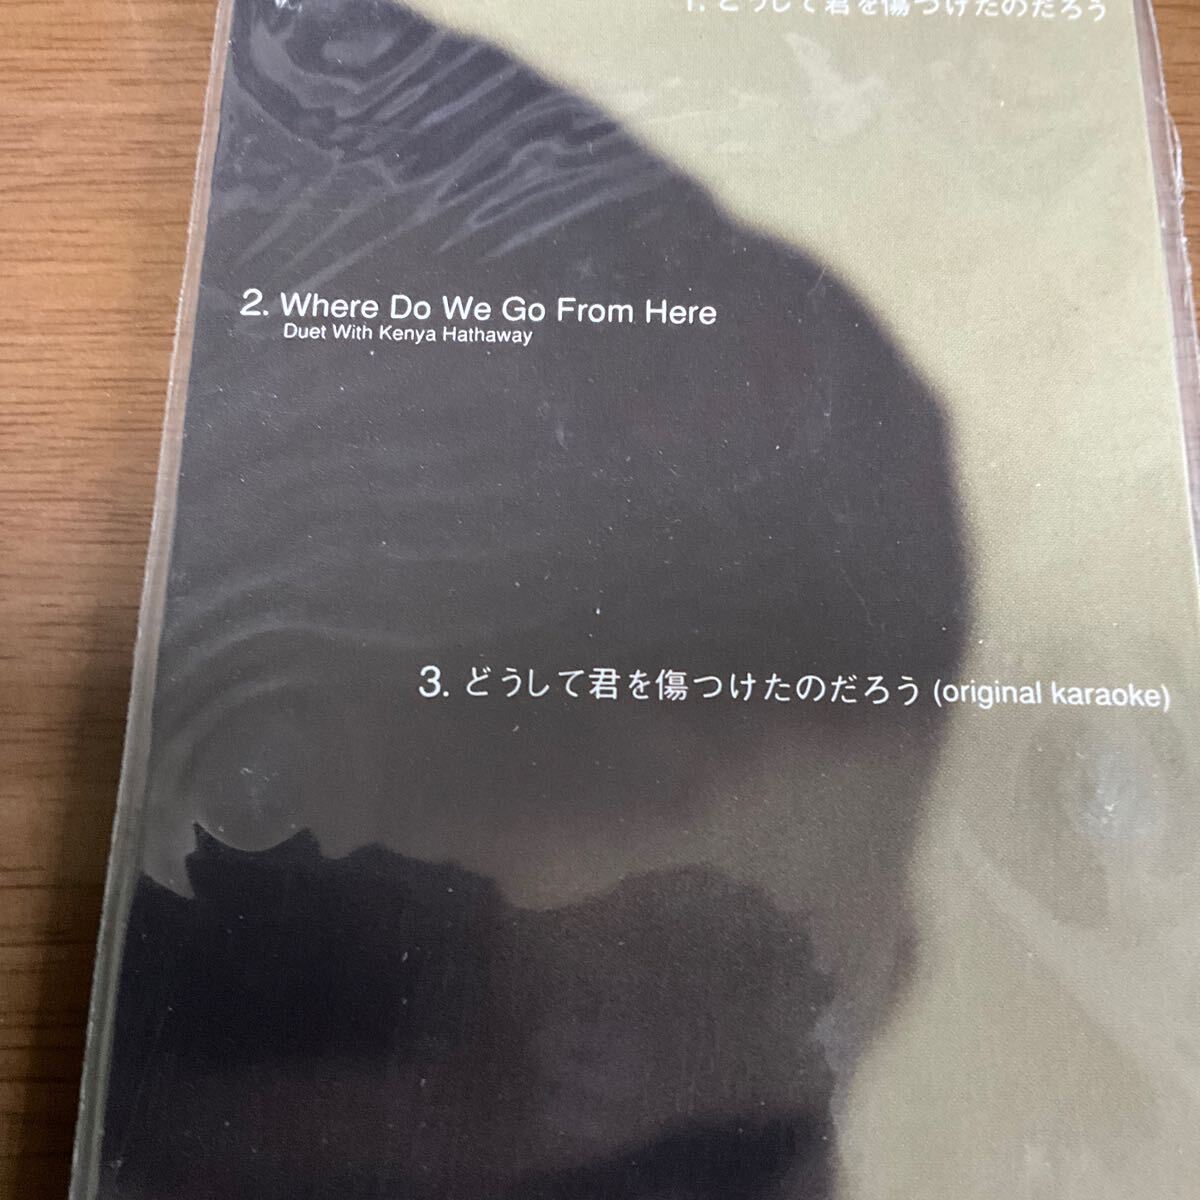 1. どうして君を傷つけたのだろう
2. Where Do We Go From Here
Duet With Kenya Hathaway
3. どうして君を傷つけたのだろう (original karaoke)